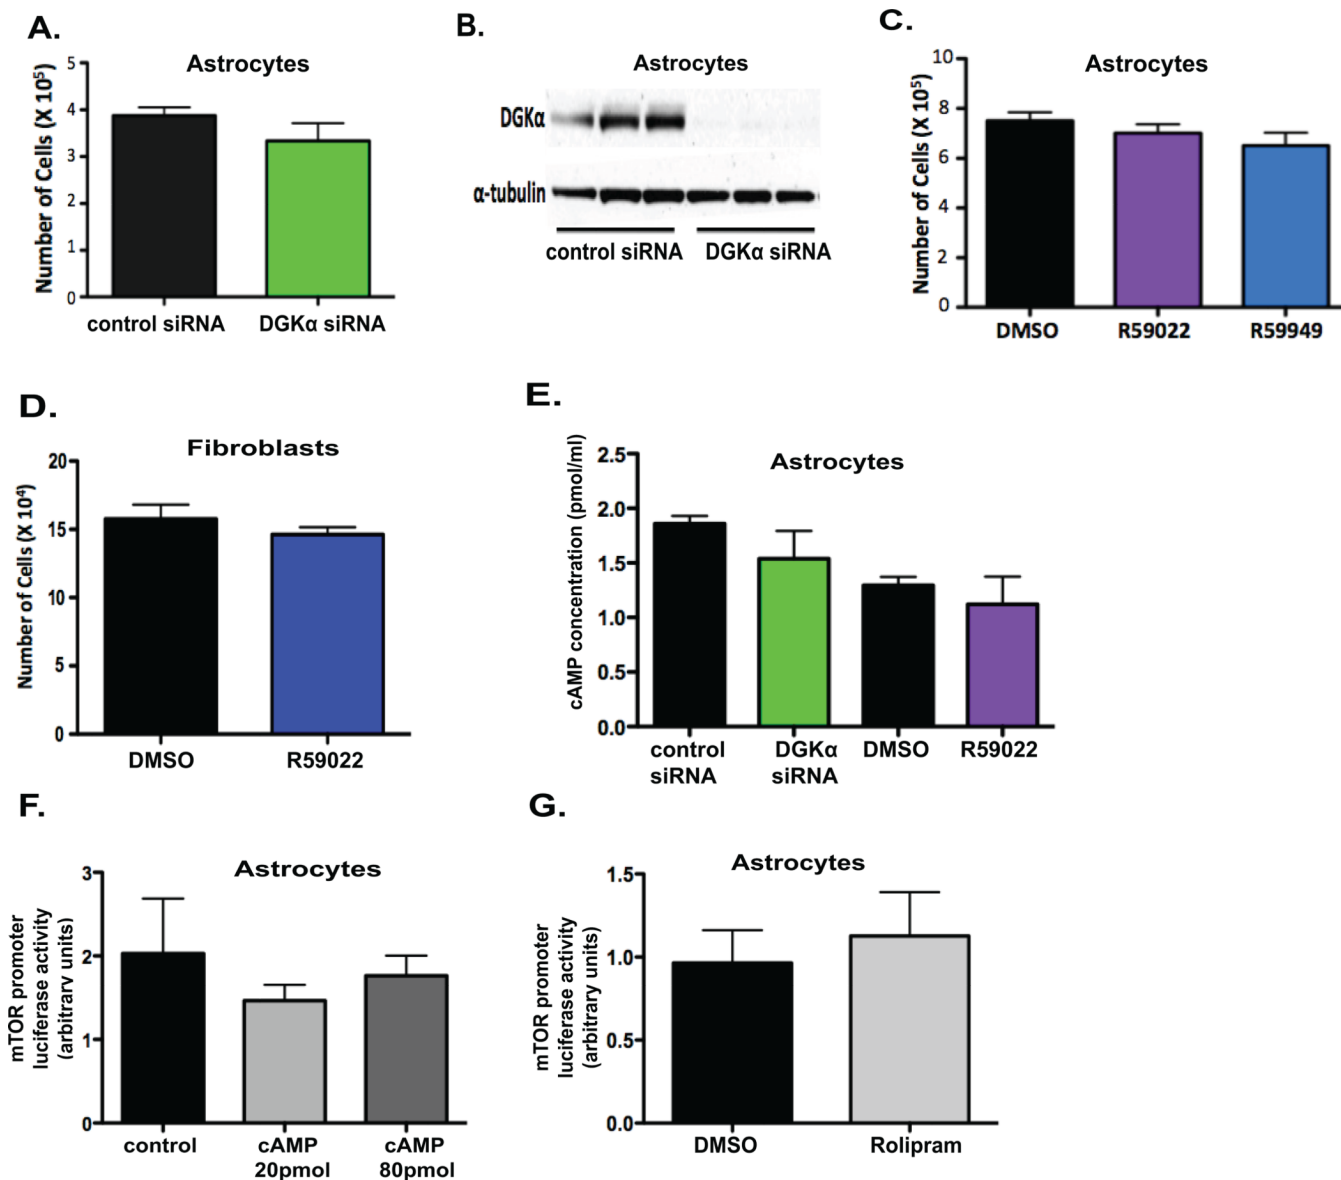 A.
Astrocytes
Number of Cells (X 10⁵)
5
4
3
2
1
0
control siRNA
DGKα siRNA
B.
Astrocytes
DGKα
α-tubulin
control siRNA
DGKα siRNA
C.
Astrocytes
Number of Cells (X 10⁵)
10
8
6
4
2
0
DMSO
R59022
R59949
D.
Fibroblasts
Number of Cells (X 10⁴)
20
15
10
5
0
DMSO
R59022
E.
Astrocytes
cAMP concentration (pmol/ml)
2.5
2.0
1.5
1.0
0.5
0.0
control
siRNA
DGKα
siRNA
DMSO
R59022
F.
Astrocytes
mTOR promoter
luciferase activity
(arbitrary units)
3
2
1
0
control
cAMP
20pmol
cAMP
80pmol
G.
Astrocytes
mTOR promoter
luciferase activity
(arbitrary units)
1.5
1.0
0.5
0.0
DMSO
Rolipram